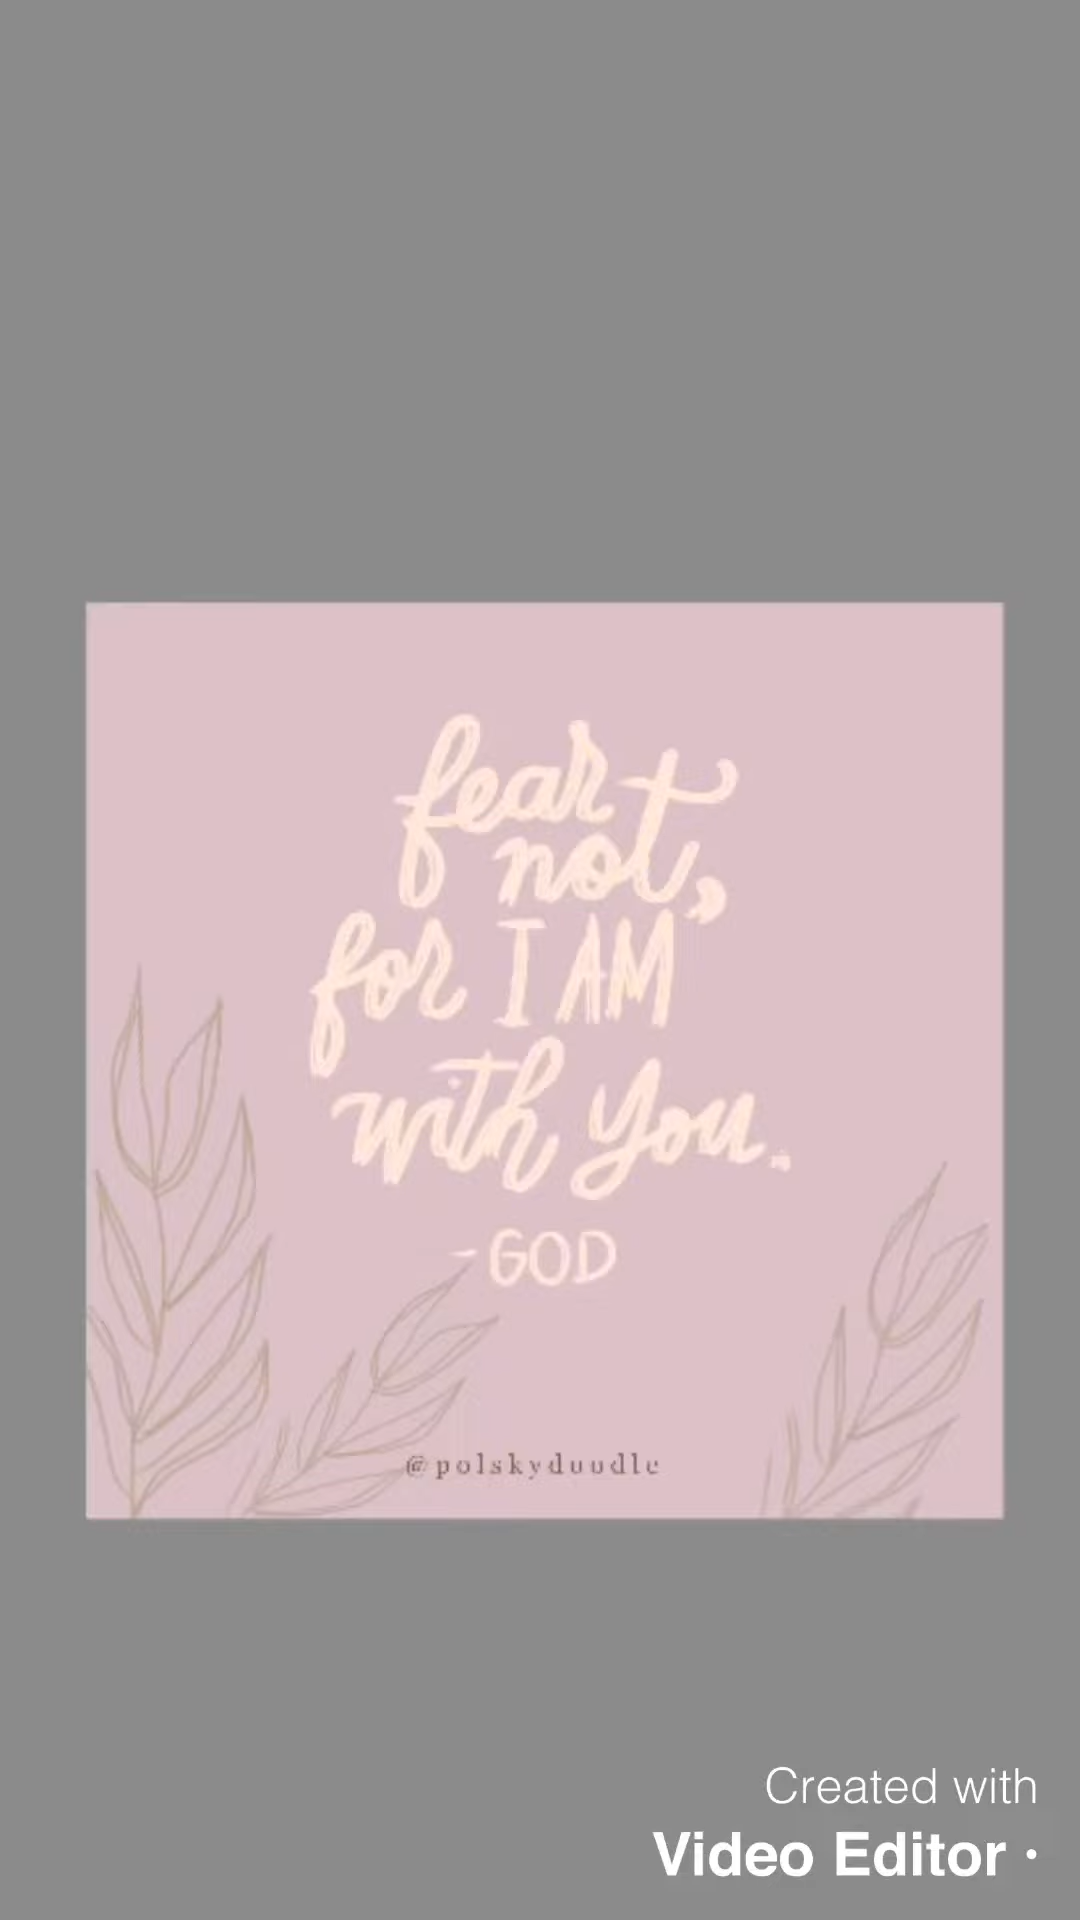 fear
not,
for I AM
with you.
-GOD
@polskyduudle
Created with
Video Editor